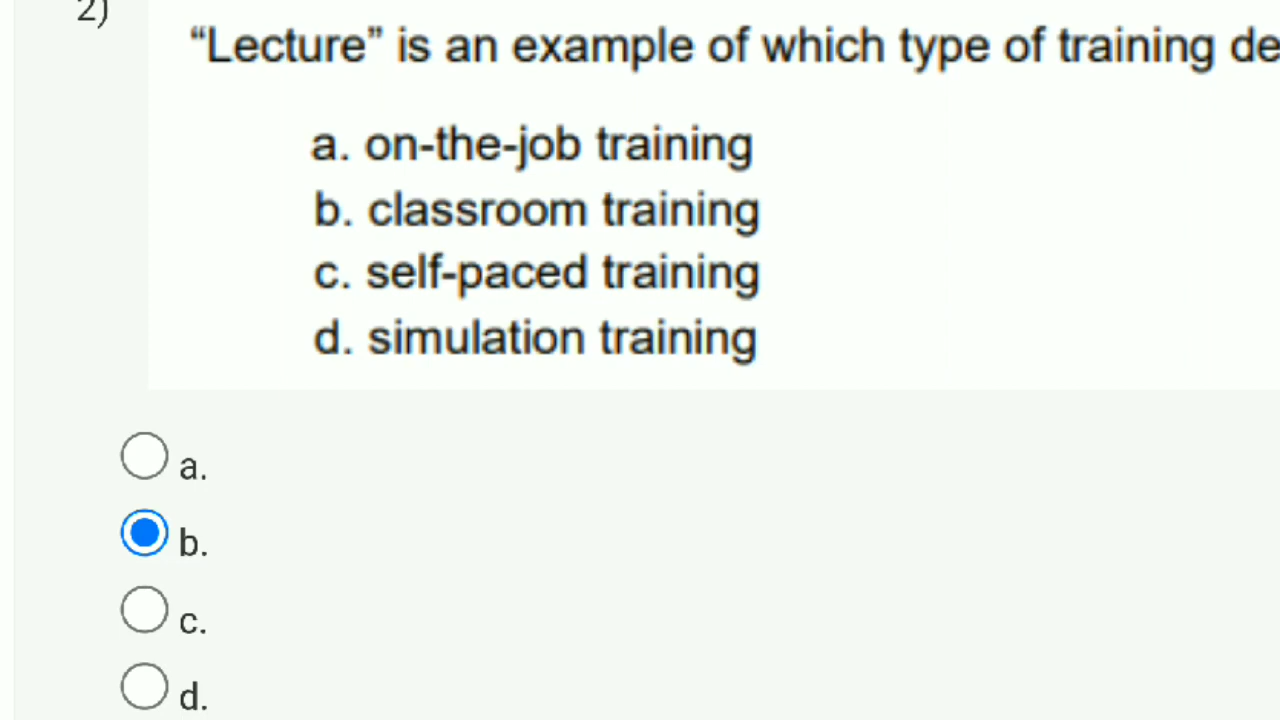 2)
“Lecture” is an example of which type of training de
a. on-the-job training
b. classroom training
c. self-paced training
d. simulation training
a.
b.
c.
d.